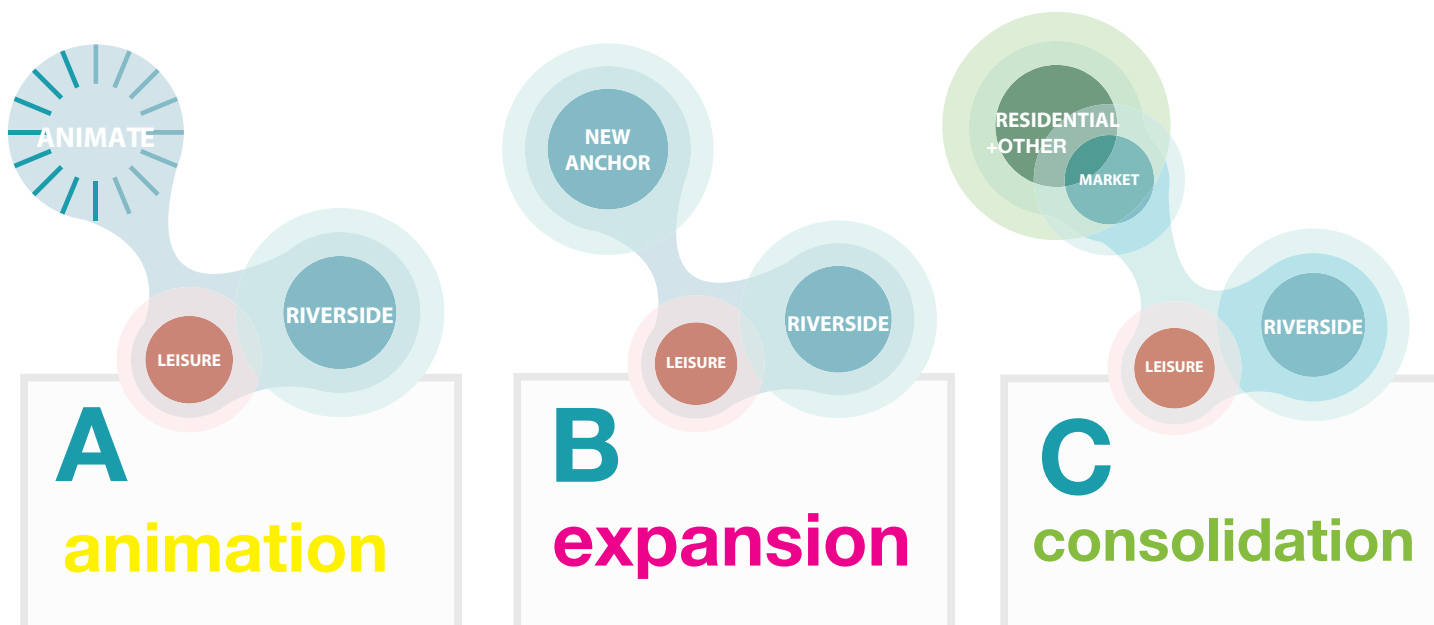 ANIMATE
RIVERSIDE
LEISURE
A
animation
NEW
ANCHOR
RIVERSIDE
LEISURE
B
expansion
RESIDENTIAL
+OTHER
MARKET
RIVERSIDE
LEISURE
C
consolidation